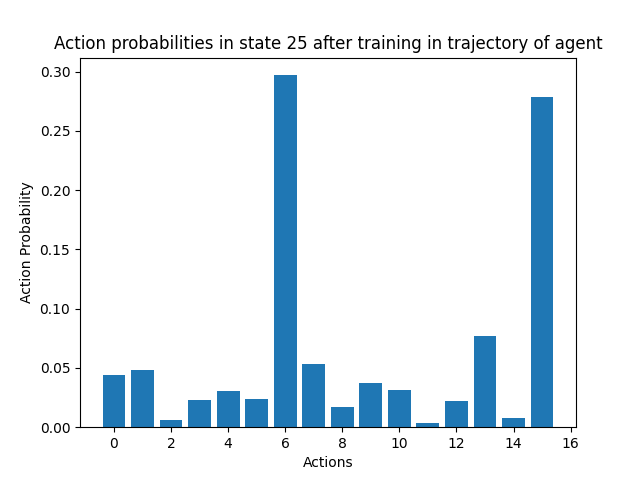 Action probabilities in state 25 after training in trajectory of agent
0.30
0.25
0.20
0.15
0.10
0.05
0.00
Action Probability
0 2 4 6 8 10 12 14 16
Actions